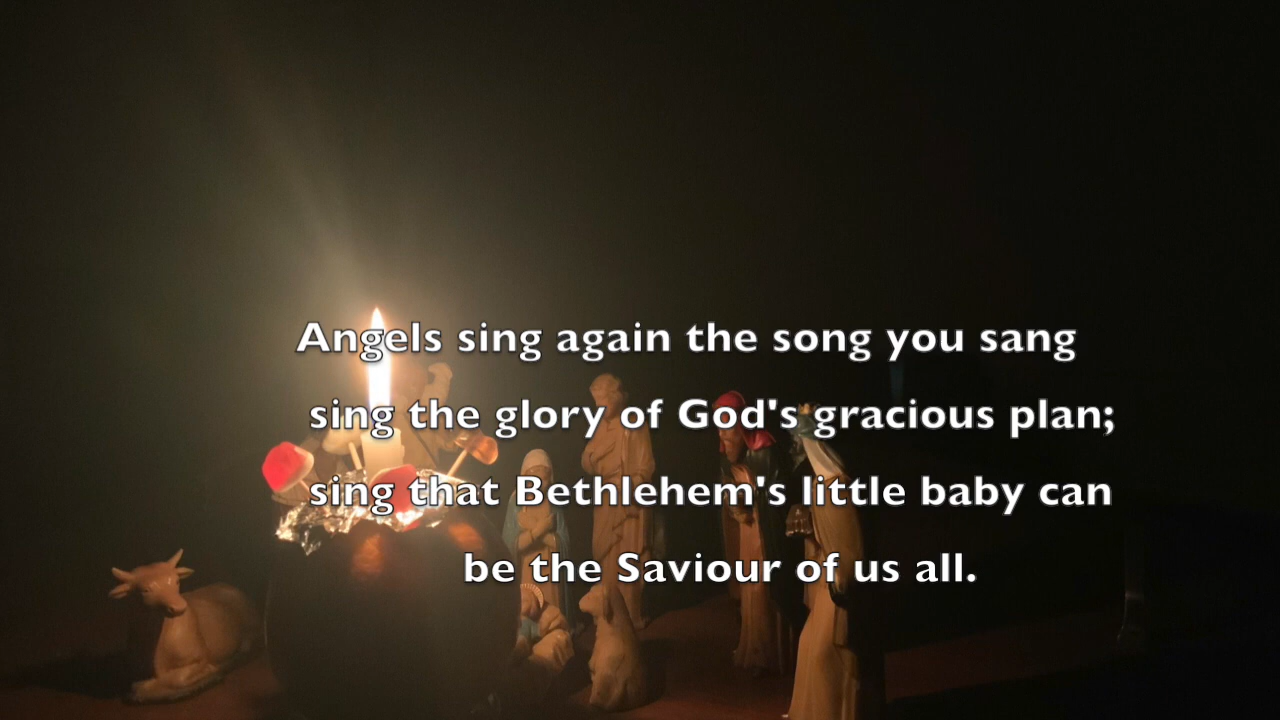 Angels sing again the song you sang
sing the glory of God's gracious plan;
sing that Bethlehem's little baby can
be the Saviour of us all.